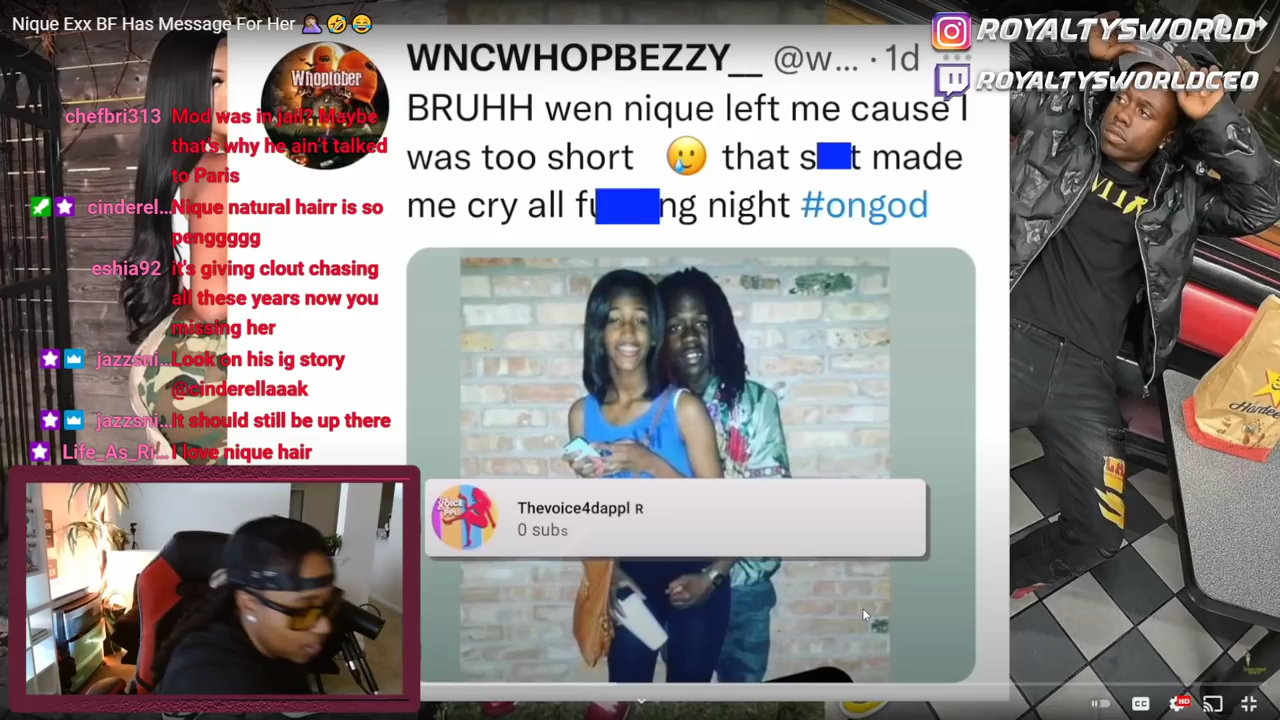 Nique Exx BF Has Message For Her 🤦🏽‍♀️🤣😂
ROYALTYSWORLD
ROYALTYSWORLDCEO
Whoptober
WNCWHOPBEZZY__ @w... · 1d
BRUHH wen nique left me cause I
was too short 🥲 that s t made
me cry all fu ng night #ongod
chefbri313 Mod was in jail? Maybe
that's why he ain't talked
to Paris
cinderel... Nique natural hairr is so
penggggg
eshia92 it's giving clout chasing
all these years now you
missing her
jazzsni... Look on his ig story
@cinderellaaak
jazzsni... It should still be up there
Life_As_Ri... I love nique hair
Thevoice4dappl R
0 subs
Hardee's
CC
HD